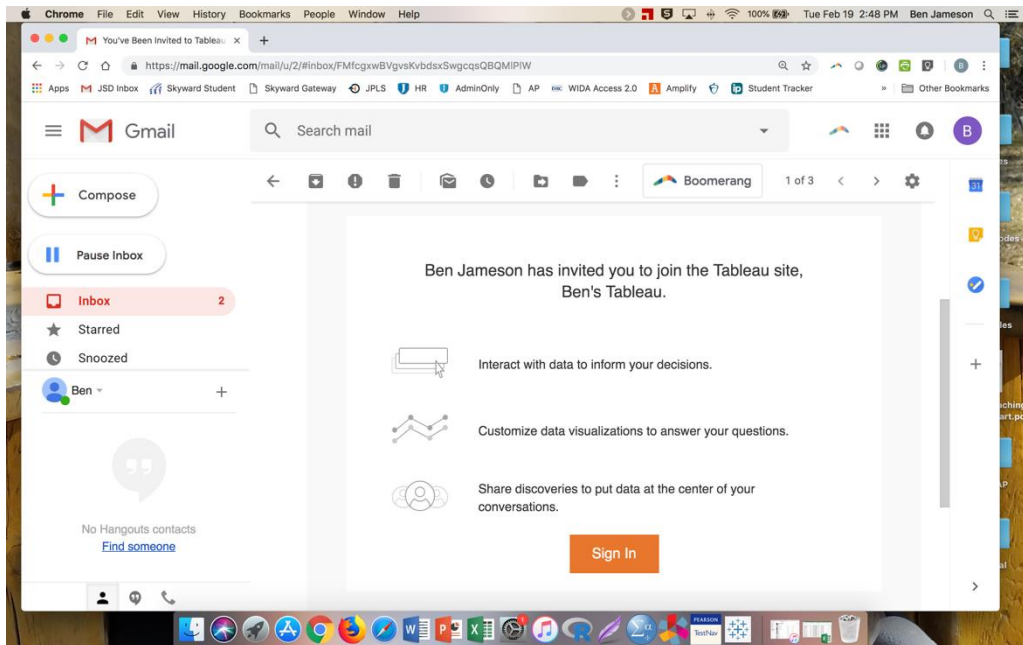 Chrome File Edit View History Bookmarks People Window Help 100% Tue Feb 19 2:48 PM Ben Jameson
You've Been Invited to Tableau
https://mail.google.com/mail/u/2/#inbox/FMfcgxwBVgvsKvbdsxSwgcqsQBQMlPlW
Apps JSD Inbox Skyward Student Skyward Gateway JPLS HR AdminOnly AP WIDA Access 2.0 Amplify Student Tracker » Other Bookmarks
Gmail Search mail B
Compose Boomerang 1 of 3
31
Pause Inbox
Ben Jameson has invited you to join the Tableau site,
Ben's Tableau.
Inbox 2
Starred
Snoozed
Interact with data to inform your decisions.
Ben
Customize data visualizations to answer your questions.
Share discoveries to put data at the center of your
conversations.
No Hangouts contacts
Find someone
Sign In
PEARSON
TestNav